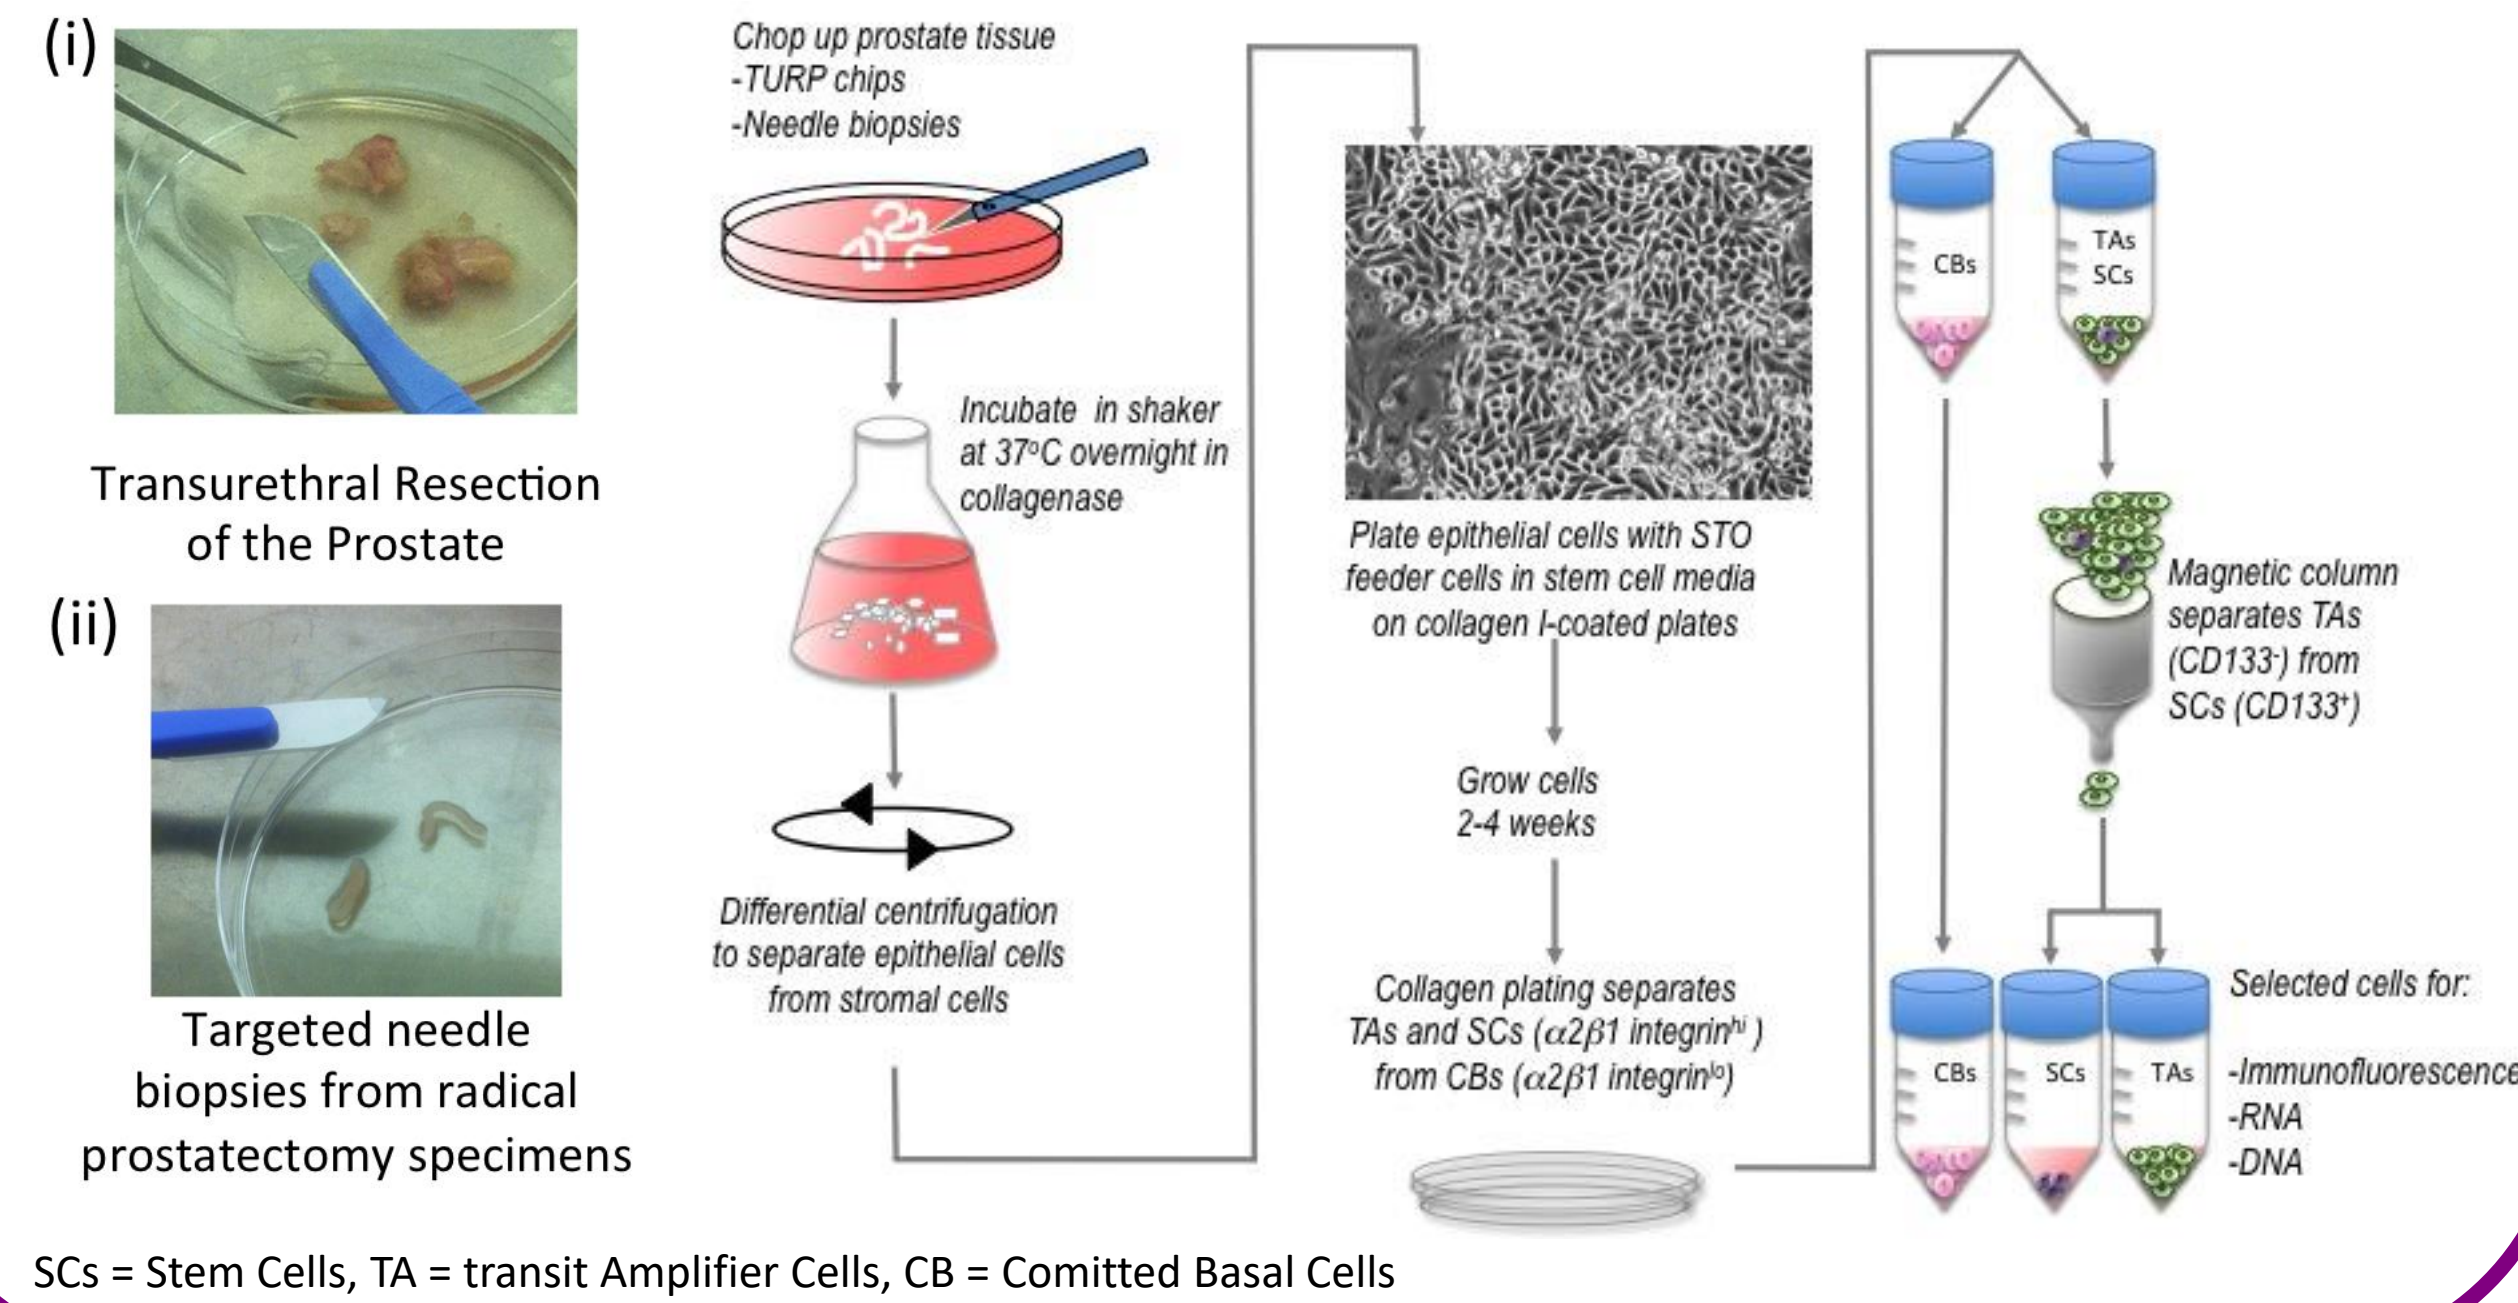 (i)
Transurethral Resection
of the Prostate
(ii)
Targeted needle
biopsies from radical
prostatectomy specimens
Chop up prostate tissue
-TURP chips
-Needle biopsies
Incubate in shaker
at 37°C overnight in
collagenase
Differential centrifugation
to separate epithelial cells
from stromal cells
Plate epithelial cells with STO
feeder cells in stem cell media
on collagen I-coated plates
Grow cells
2-4 weeks
Collagen plating separates
TAs and SCs (α2β1 integrinʰⁱ )
from CBs (α2β1 integrinˡᵒ)
CBs
TAs
SCs
Magnetic column
separates TAs
(CD133⁻) from
SCs (CD133⁺)
CBs
SCs
TAs
Selected cells for:
-Immunofluorescence
-RNA
-DNA
SCs = Stem Cells, TA = transit Amplifier Cells, CB = Comitted Basal Cells